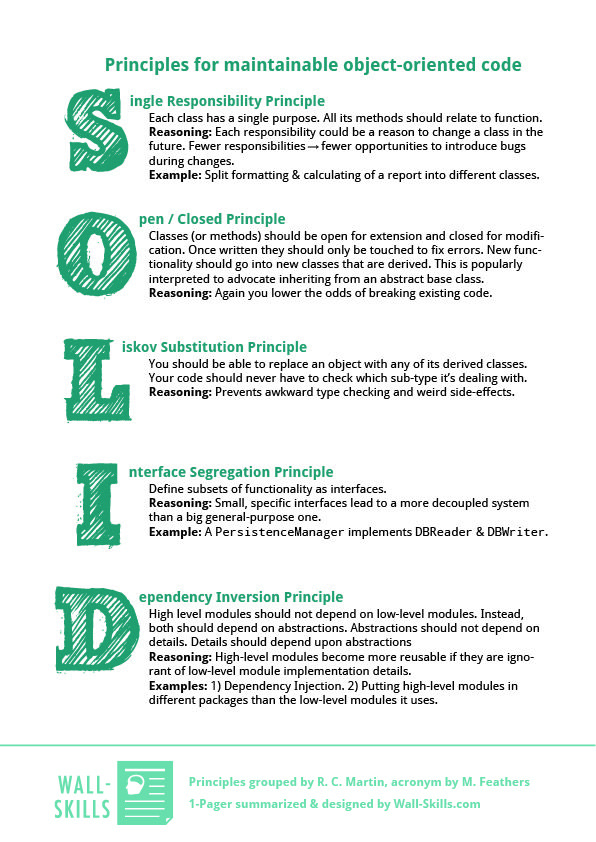 Principles for maintainable object-oriented code
Single Responsibility Principle
Each class has a single purpose. All its methods should relate to function.
Reasoning: Each responsibility could be a reason to change a class in the
future. Fewer responsibilities → fewer opportunities to introduce bugs
during changes.
Example: Split formatting & calculating of a report into different classes.
Open / Closed Principle
Classes (or methods) should be open for extension and closed for modifi-
cation. Once written they should only be touched to fix errors. New func-
tionality should go into new classes that are derived. This is popularly
interpreted to advocate inheriting from an abstract base class.
Reasoning: Again you lower the odds of breaking existing code.
Liskov Substitution Principle
You should be able to replace an object with any of its derived classes.
Your code should never have to check which sub-type it's dealing with.
Reasoning: Prevents awkward type checking and weird side-effects.
Interface Segregation Principle
Define subsets of functionality as interfaces.
Reasoning: Small, specific interfaces lead to a more decoupled system
than a big general-purpose one.
Example: A PersistenceManager implements DBReader & DBWriter.
Dependency Inversion Principle
High level modules should not depend on low-level modules. Instead,
both should depend on abstractions. Abstractions should not depend on
details. Details should depend upon abstractions
Reasoning: High-level modules become more reusable if they are igno-
rant of low-level module implementation details.
Examples: 1) Dependency Injection. 2) Putting high-level modules in
different packages than the low-level modules it uses.
WALL-
SKILLS
Principles grouped by R. C. Martin, acronym by M. Feathers
1-Pager summarized & designed by Wall-Skills.com